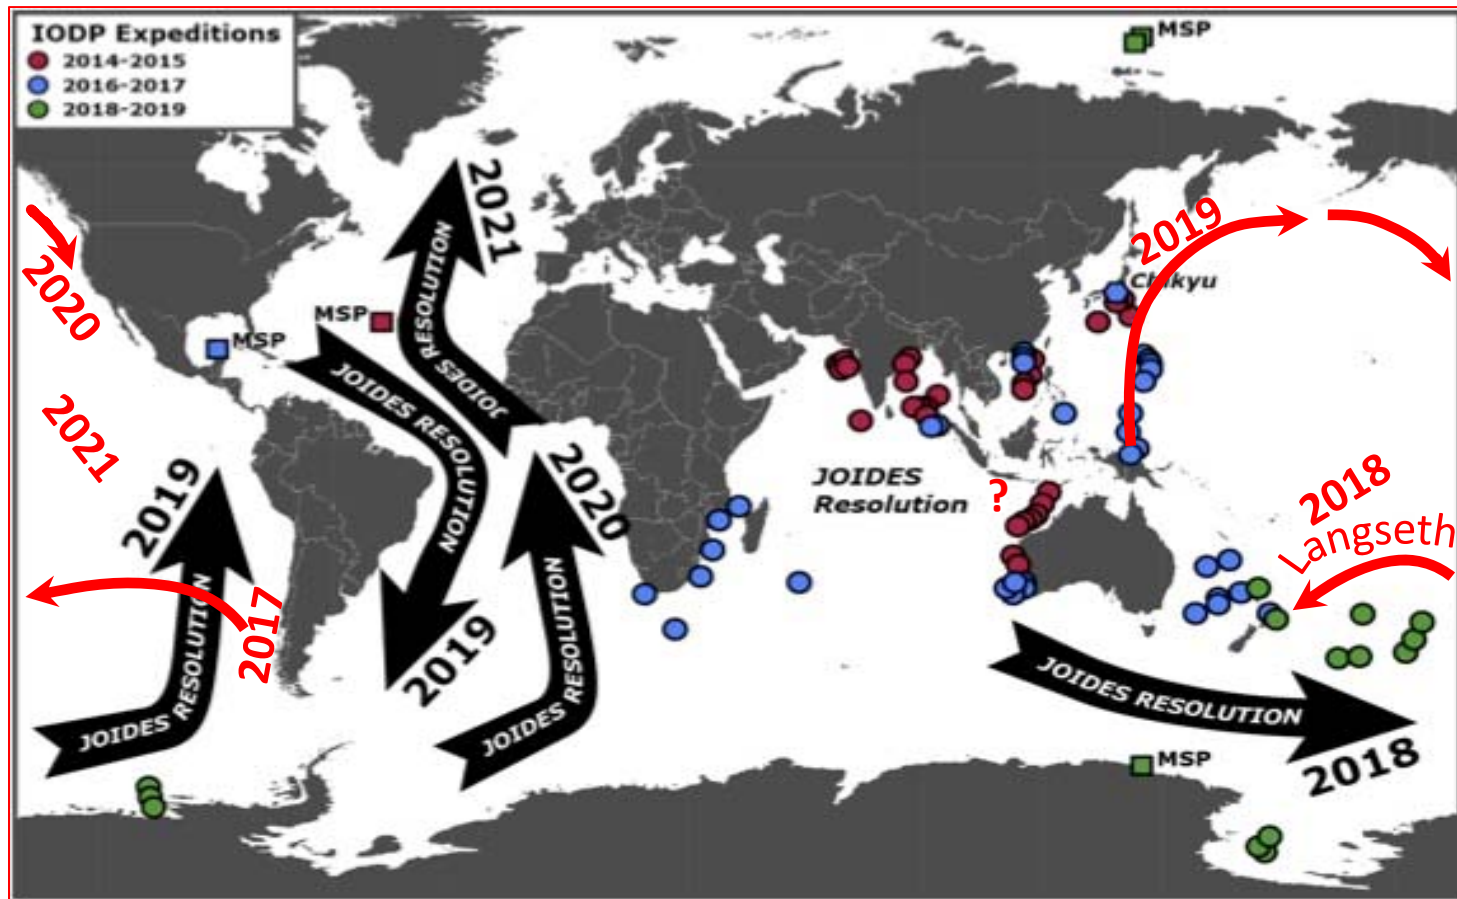 IODP Expeditions
2014-2015
2016-2017
2018-2019
MSP
2021
JOIDES RESOLUTION
2019
Chikyu
2020
MSP
MSP
JOIDES RESOLUTION
2021
2019
JOIDES
Resolution
?
2020
2018
Langseth
JOIDES RESOLUTION
2017
2019
JOIDES RESOLUTION
JOIDES RESOLUTION
2018
MSP